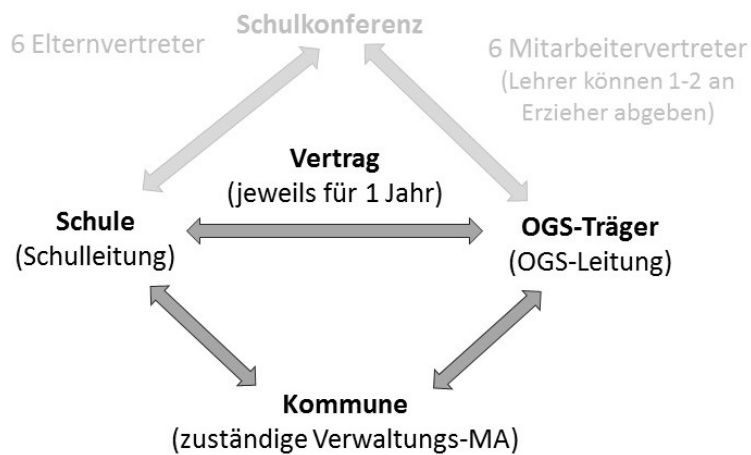 Schulkonferenz
6 Elternvertreter
6 Mitarbeitervertreter
(Lehrer können 1-2 an
Erzieher abgeben)
Vertrag
(jeweils für 1 Jahr)
Schule
(Schulleitung)
OGS-Träger
(OGS-Leitung)
Kommune
(zuständige Verwaltungs-MA)